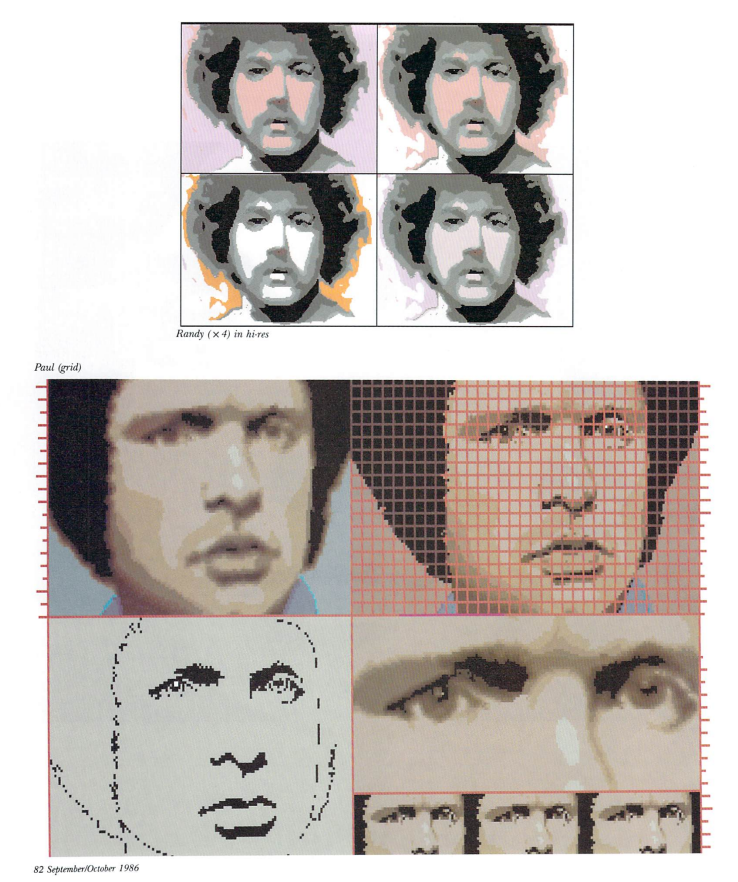 Randy (×4) in hi-res
Paul (grid)
82 September/October 1986